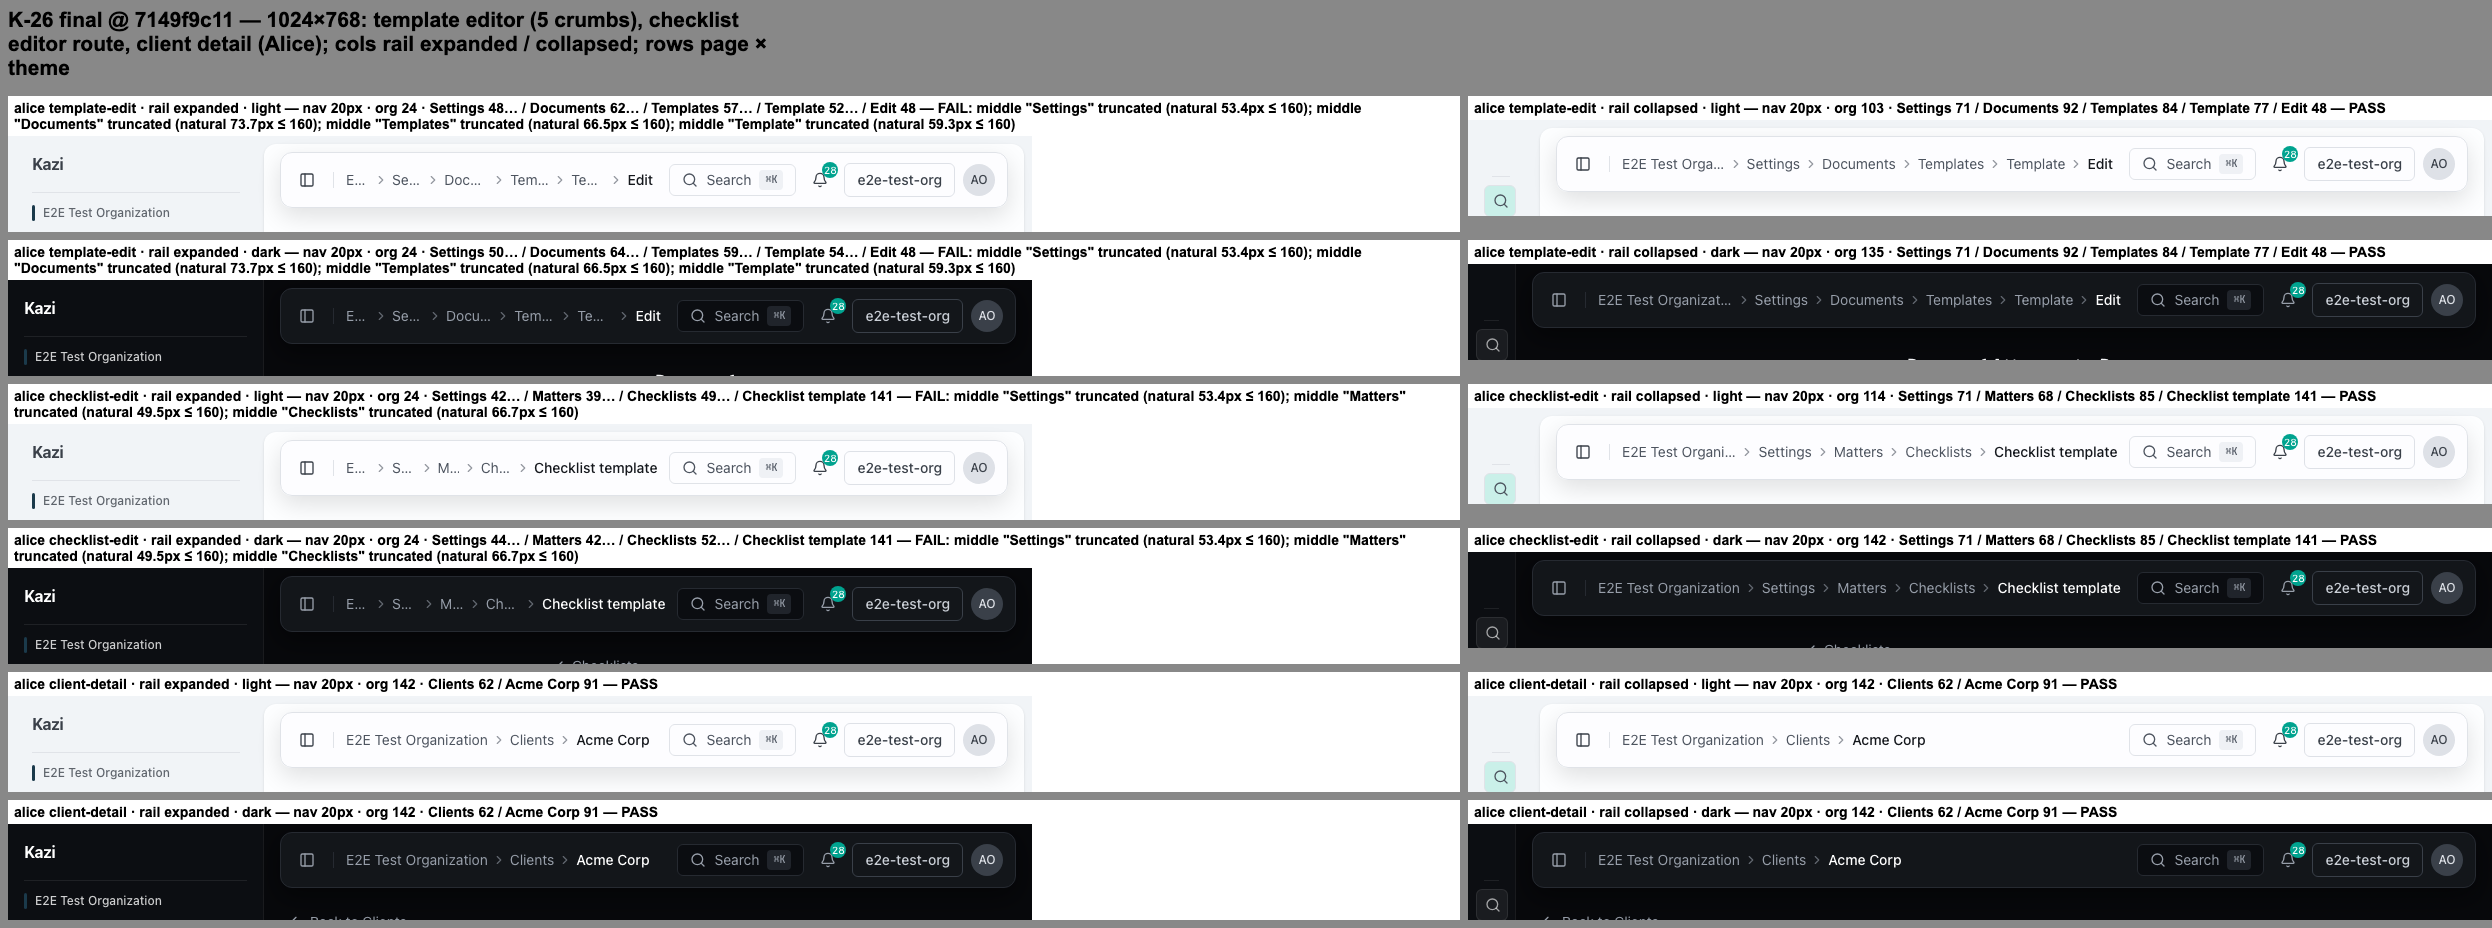 K-26 final @ 7149f9c11 — 1024×768: template editor (5 crumbs), checklist
editor route, client detail (Alice); cols rail expanded / collapsed; rows page ×
theme
alice template-edit · rail expanded · light — nav 20px · org 24 · Settings 48… / Documents 62… / Templates 57… / Template 52… / Edit 48 — FAIL: middle "Settings" truncated (natural 53.4px ≤ 160); middle
"Documents" truncated (natural 73.7px ≤ 160); middle "Templates" truncated (natural 66.5px ≤ 160); middle "Template" truncated (natural 59.3px ≤ 160)
Kazi
E... > Se... > Doc... > Tem... > Te... > Edit Search ⌘K 28 e2e-test-org AO
E2E Test Organization
alice template-edit · rail collapsed · light — nav 20px · org 103 · Settings 71 / Documents 92 / Templates 84 / Template 77 / Edit 48 — PASS
E2E Test Orga... > Settings > Documents > Templates > Template > Edit Search ⌘K 28 e2e-test-org AO
alice template-edit · rail expanded · dark — nav 20px · org 24 · Settings 50… / Documents 64… / Templates 59… / Template 54… / Edit 48 — FAIL: middle "Settings" truncated (natural 53.4px ≤ 160); middle
"Documents" truncated (natural 73.7px ≤ 160); middle "Templates" truncated (natural 66.5px ≤ 160); middle "Template" truncated (natural 59.3px ≤ 160)
Kazi
E... > Se... > Docu... > Tem... > Te... > Edit Search ⌘K 28 e2e-test-org AO
E2E Test Organization
alice template-edit · rail collapsed · dark — nav 20px · org 135 · Settings 71 / Documents 92 / Templates 84 / Template 77 / Edit 48 — PASS
E2E Test Organizat... > Settings > Documents > Templates > Template > Edit Search ⌘K 28 e2e-test-org AO
alice checklist-edit · rail expanded · light — nav 20px · org 24 · Settings 42… / Matters 39… / Checklists 49… / Checklist template 141 — FAIL: middle "Settings" truncated (natural 53.4px ≤ 160); middle "Matters"
truncated (natural 49.5px ≤ 160); middle "Checklists" truncated (natural 66.7px ≤ 160)
Kazi
E... > S... > M... > Ch... > Checklist template Search ⌘K 28 e2e-test-org AO
E2E Test Organization
alice checklist-edit · rail collapsed · light — nav 20px · org 114 · Settings 71 / Matters 68 / Checklists 85 / Checklist template 141 — PASS
E2E Test Organi... > Settings > Matters > Checklists > Checklist template Search ⌘K 28 e2e-test-org AO
alice checklist-edit · rail expanded · dark — nav 20px · org 24 · Settings 44… / Matters 42… / Checklists 52… / Checklist template 141 — FAIL: middle "Settings" truncated (natural 53.4px ≤ 160); middle "Matters"
truncated (natural 49.5px ≤ 160); middle "Checklists" truncated (natural 66.7px ≤ 160)
Kazi
E... > S... > M... > Ch... > Checklist template Search ⌘K 28 e2e-test-org AO
E2E Test Organization
alice checklist-edit · rail collapsed · dark — nav 20px · org 142 · Settings 71 / Matters 68 / Checklists 85 / Checklist template 141 — PASS
E2E Test Organization > Settings > Matters > Checklists > Checklist template Search ⌘K 28 e2e-test-org AO
alice client-detail · rail expanded · light — nav 20px · org 142 · Clients 62 / Acme Corp 91 — PASS
Kazi
E2E Test Organization > Clients > Acme Corp Search ⌘K 28 e2e-test-org AO
E2E Test Organization
alice client-detail · rail collapsed · light — nav 20px · org 142 · Clients 62 / Acme Corp 91 — PASS
E2E Test Organization > Clients > Acme Corp Search ⌘K 28 e2e-test-org AO
alice client-detail · rail expanded · dark — nav 20px · org 142 · Clients 62 / Acme Corp 91 — PASS
Kazi
E2E Test Organization > Clients > Acme Corp Search ⌘K 28 e2e-test-org AO
E2E Test Organization
alice client-detail · rail collapsed · dark — nav 20px · org 142 · Clients 62 / Acme Corp 91 — PASS
E2E Test Organization > Clients > Acme Corp Search ⌘K 28 e2e-test-org AO